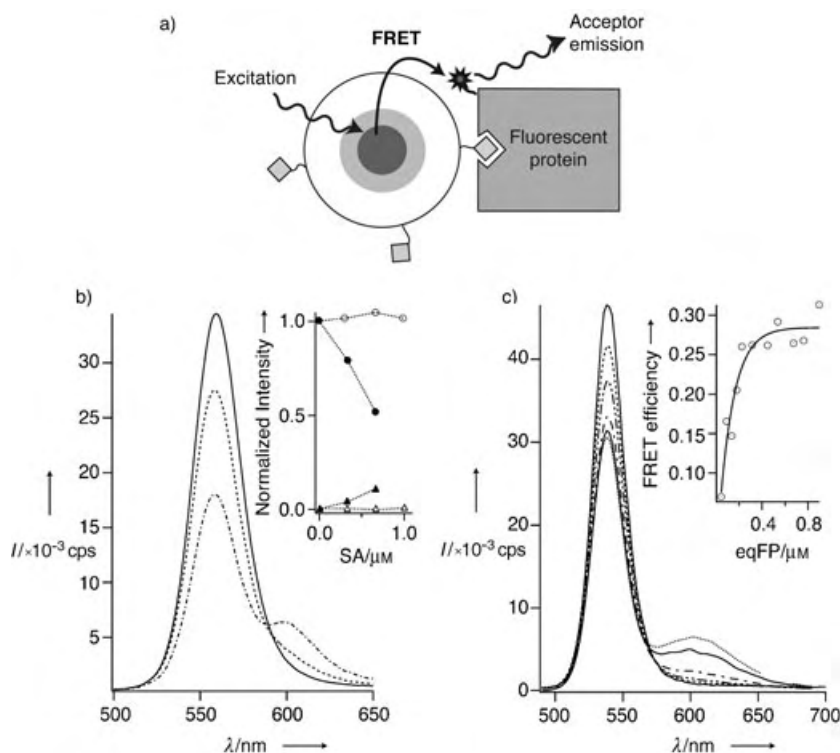 a)
FRET
Acceptor
emission
Excitation
Fluorescent
protein
b)
30
25
20
15
10
5
I/×10⁻³ cps
500
550
600
650
λ/nm
Normalized Intensity
1.0
0.5
0.0
0.0
1.0
SA/μM
c)
40
30
20
10
0
I/×10⁻³ cps
500
550
600
650
700
λ/nm
FRET efficiency
0.30
0.25
0.20
0.15
0.10
0.4
0.8
eqFP/μM